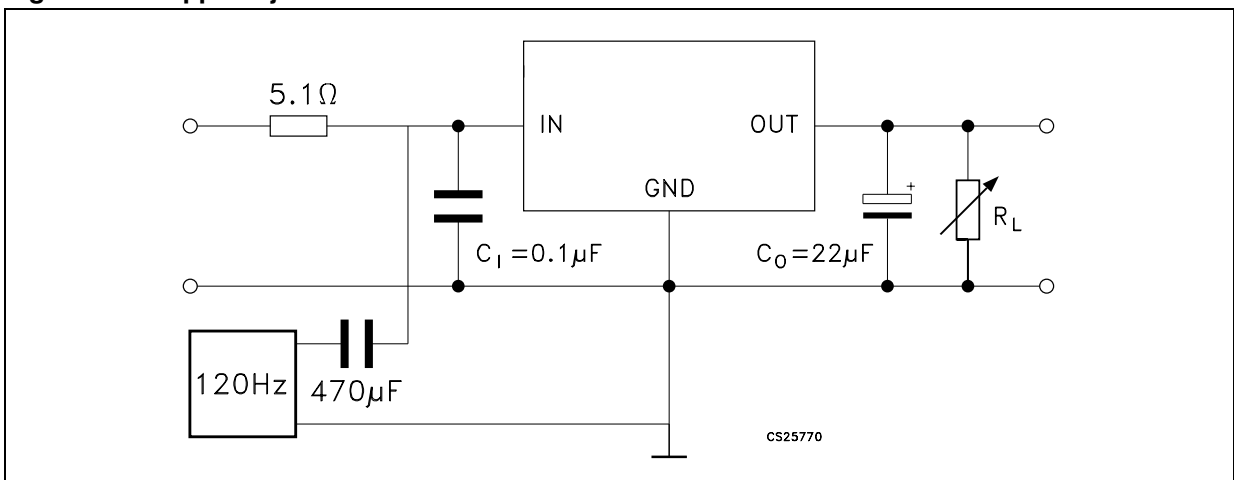 5.1Ω
IN
OUT
GND
R_L
C_I=0.1µF
C_O=22µF
120Hz
470µF
CS25770